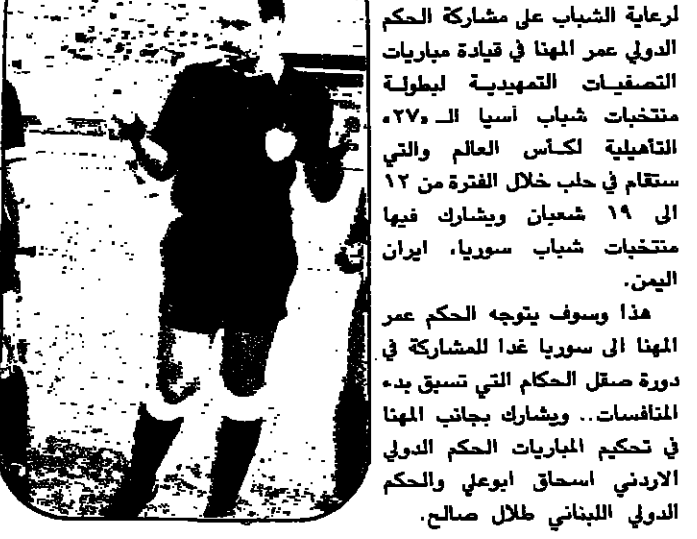 لرعاية الشباب على مشاركة الحكم
الدولي عمر المهنا في قيادة مباريات
التصفيات التمهيدية لبطولة
منتخبات شباب آسيا الـ «٢٧»
التأهيلية لكأس العالم والتي
ستقام في حلب خلال الفترة من ١٢
الى ١٩ شعبان ويشارك فيها
منتخبات شباب سوريا، ايران
اليمن.
هذا وسوف يتوجه الحكم عمر
المهنا الى سوريا غدا للمشاركة في
دورة صقل الحكام التي تسبق بدء
المنافسات.. ويشارك بجانب المهنا
في تحكيم المباريات الحكم الدولي
الاردني اسحاق ابوعلي والحكم
الدولي اللبناني طلال صالح.